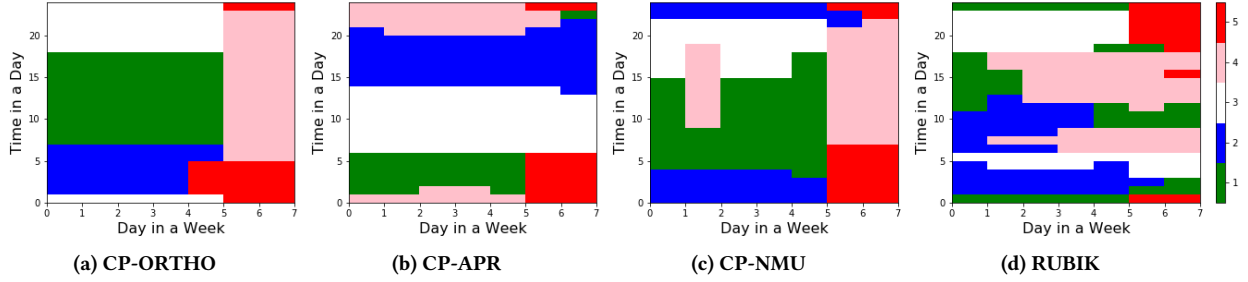 20
15
10
5
0
Time in a Day
0 1 2 3 4 5 6 7
Day in a Week
(a) CP-ORTHO
20
15
10
5
0
Time in a Day
0 1 2 3 4 5 6 7
Day in a Week
(b) CP-APR
20
15
10
5
0
Time in a Day
0 1 2 3 4 5 6 7
Day in a Week
(c) CP-NMU
20
15
10
5
0
Time in a Day
0 1 2 3 4 5 6 7
Day in a Week
(d) RUBIK
5
4
3
2
1